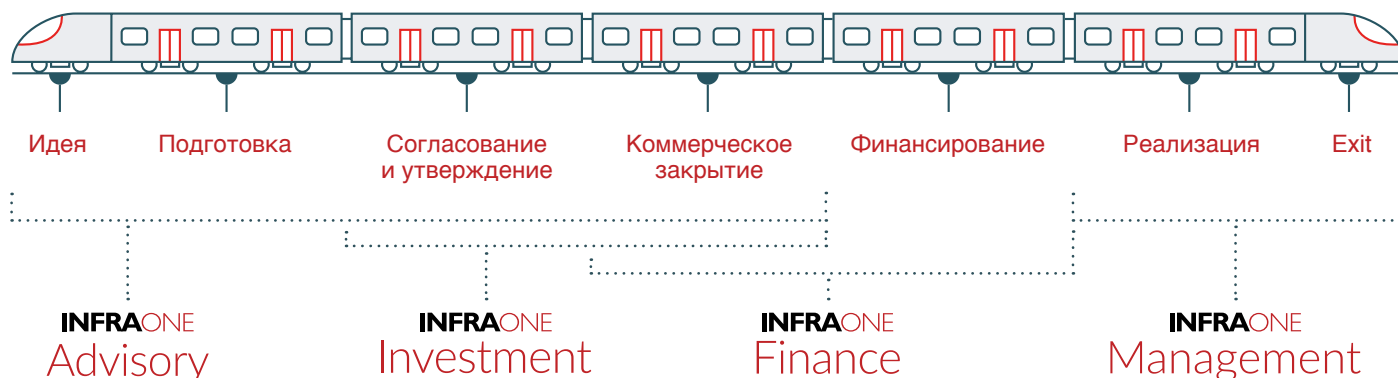 Идея
Подготовка
Согласование
и утверждение
Коммерческое
закрытие
Финансирование
Реализация
Exit
INFRAONE
Advisory
INFRAONE
Investment
INFRAONE
Finance
INFRAONE
Management